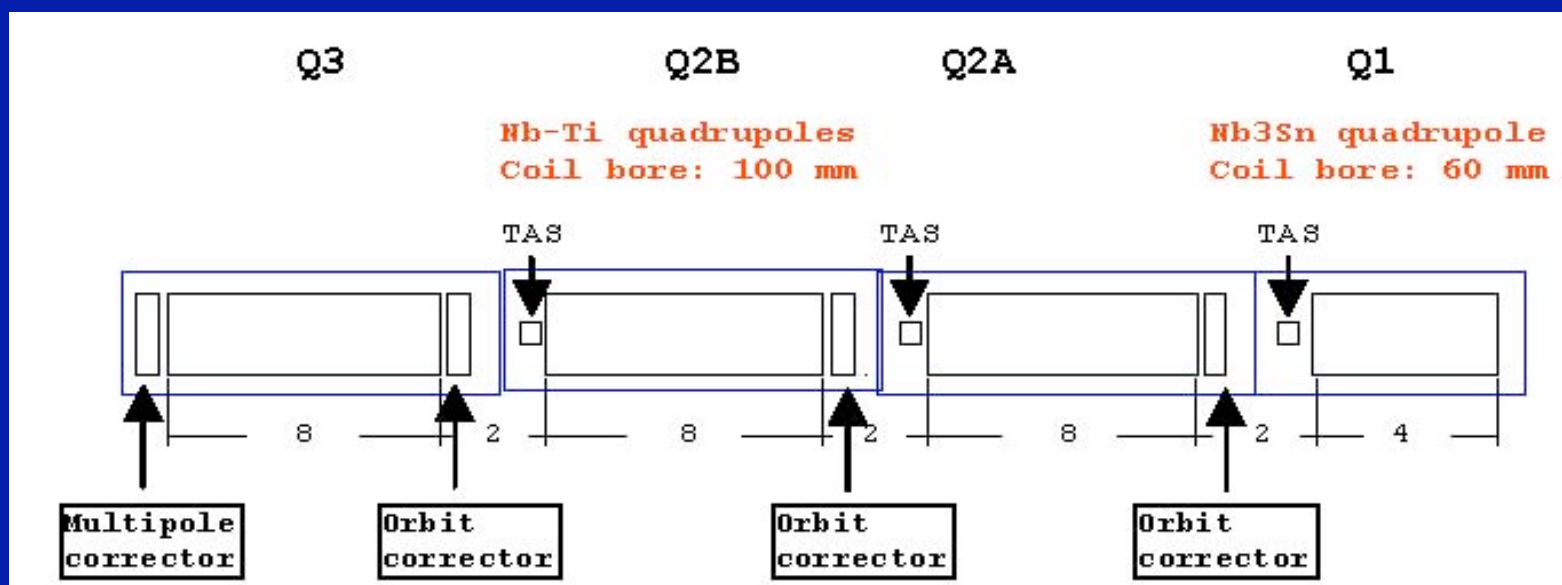 Q3 Q2B Q2A Q1
Nb-Ti quadrupoles
Coil bore: 100 mm
Nb3Sn quadrupole
Coil bore: 60 mm
TAS TAS TAS
8 2 8 2 8 2 4
Multipole
corrector
Orbit
corrector
Orbit
corrector
Orbit
corrector